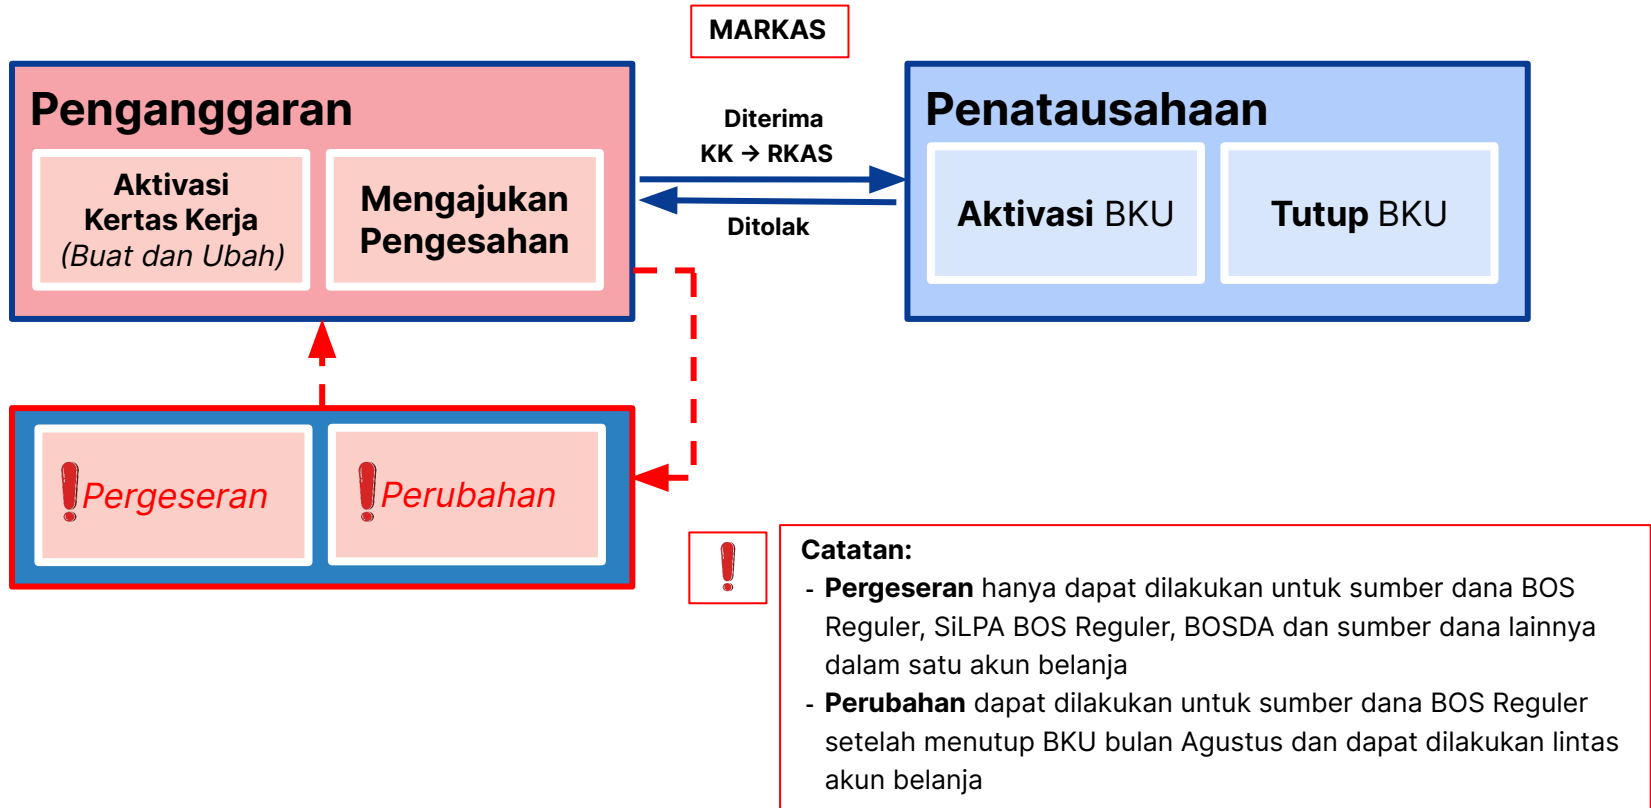 MARKAS
Penganggaran
Aktivasi
Kertas Kerja
(Buat dan Ubah)
Mengajukan
Pengesahan
Diterima
KK → RKAS
Ditolak
Penatausahaan
Aktivasi BKU
Tutup BKU
Pergeseran
Perubahan
Catatan:
- Pergeseran hanya dapat dilakukan untuk sumber dana BOS
Reguler, SiLPA BOS Reguler, BOSDA dan sumber dana lainnya
dalam satu akun belanja
- Perubahan dapat dilakukan untuk sumber dana BOS Reguler
setelah menutup BKU bulan Agustus dan dapat dilakukan lintas
akun belanja